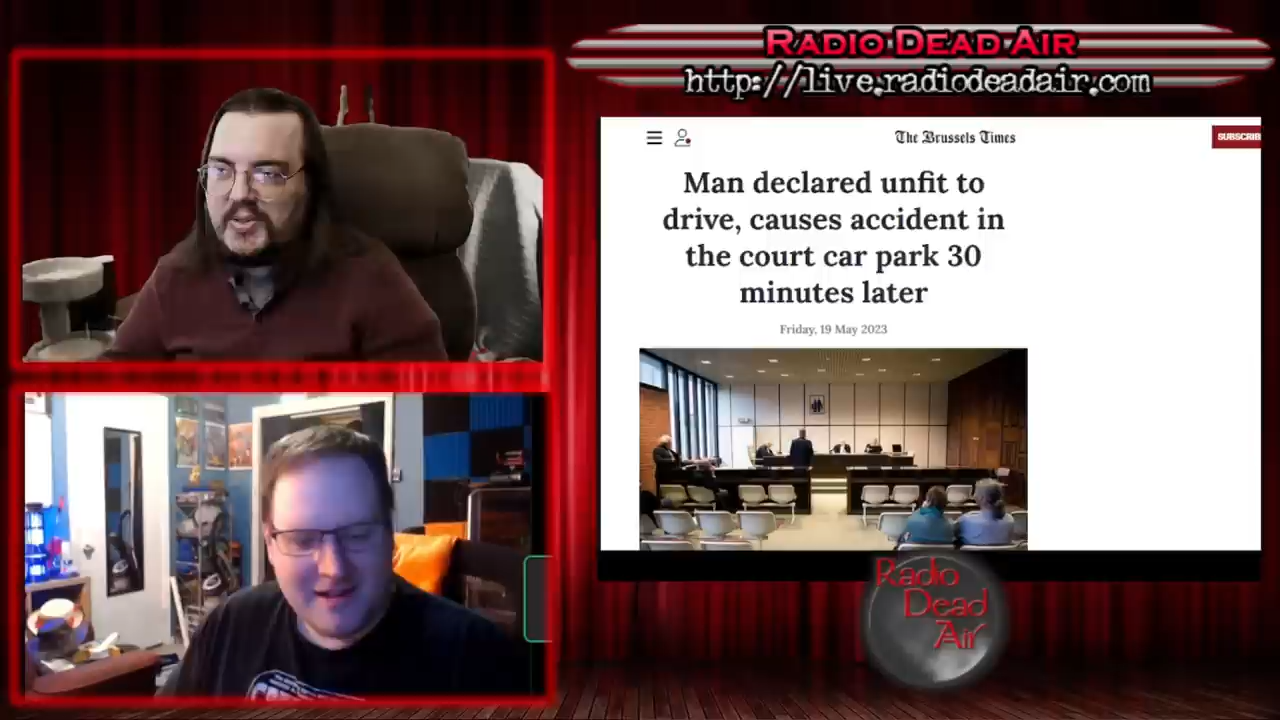 Radio Dead Air
http://live.radiodeadair.com
The Brussels Times
SUBSCRIB
Man declared unfit to
drive, causes accident in
the court car park 30
minutes later
Friday, 19 May 2023
Radio
Dead
Air